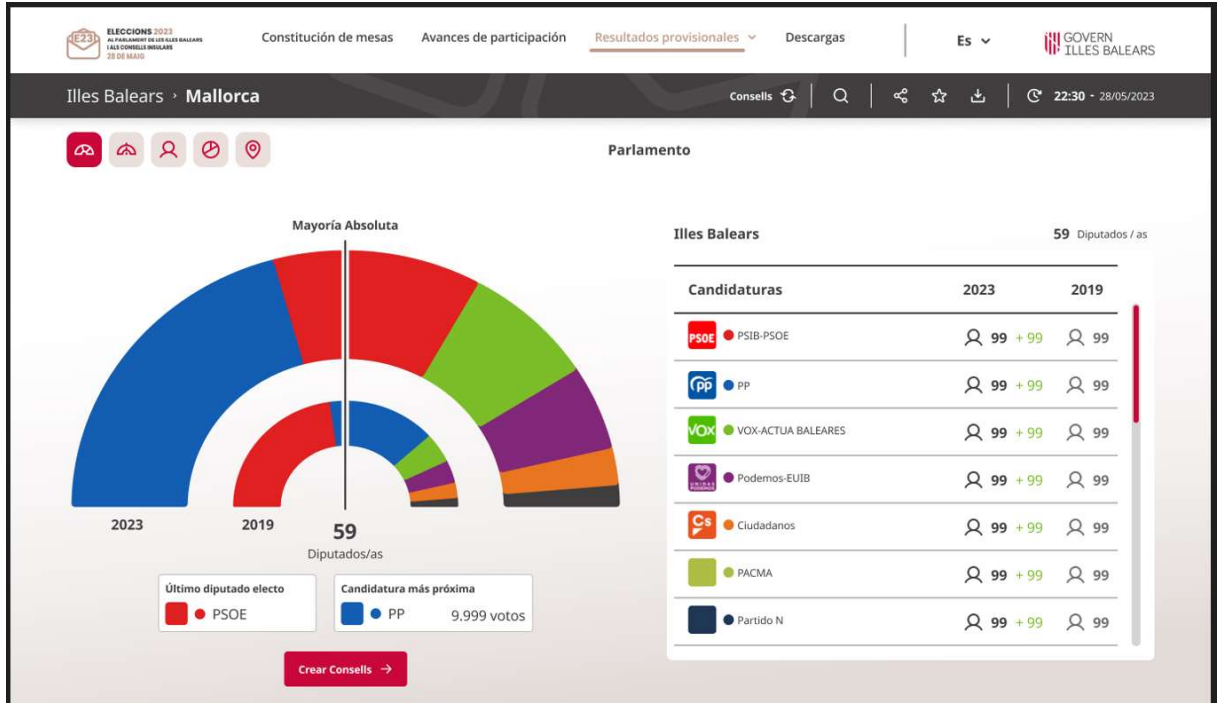 ELECCIONS 2023
AL PARLAMENT DE LES ILLES BALEARS
I ALS CONSELLS INSULARS
28 DE MAIG
E23
Constitución de mesas
Avances de participación
Resultados provisionales
Descargas
Es
GOVERN
ILLES BALEARS
Illes Balears › Mallorca
Consells
22:30 - 28/05/2023
Parlamento
Mayoría Absoluta
2023
2019
59
Diputados/as
Último diputado electo
PSOE
Candidatura más próxima
PP 9.999 votos
Crear Consells →
Illes Balears 59 Diputados / as
Candidaturas 2023 2019
PSOE PSIB-PSOE 99 + 99 99
PP PP 99 + 99 99
VOX VOX-ACTUA BALEARES 99 + 99 99
UNIDAS PODEMOS Podemos-EUIB 99 + 99 99
Cs Ciudadanos 99 + 99 99
PACMA 99 + 99 99
Partido N 99 + 99 99